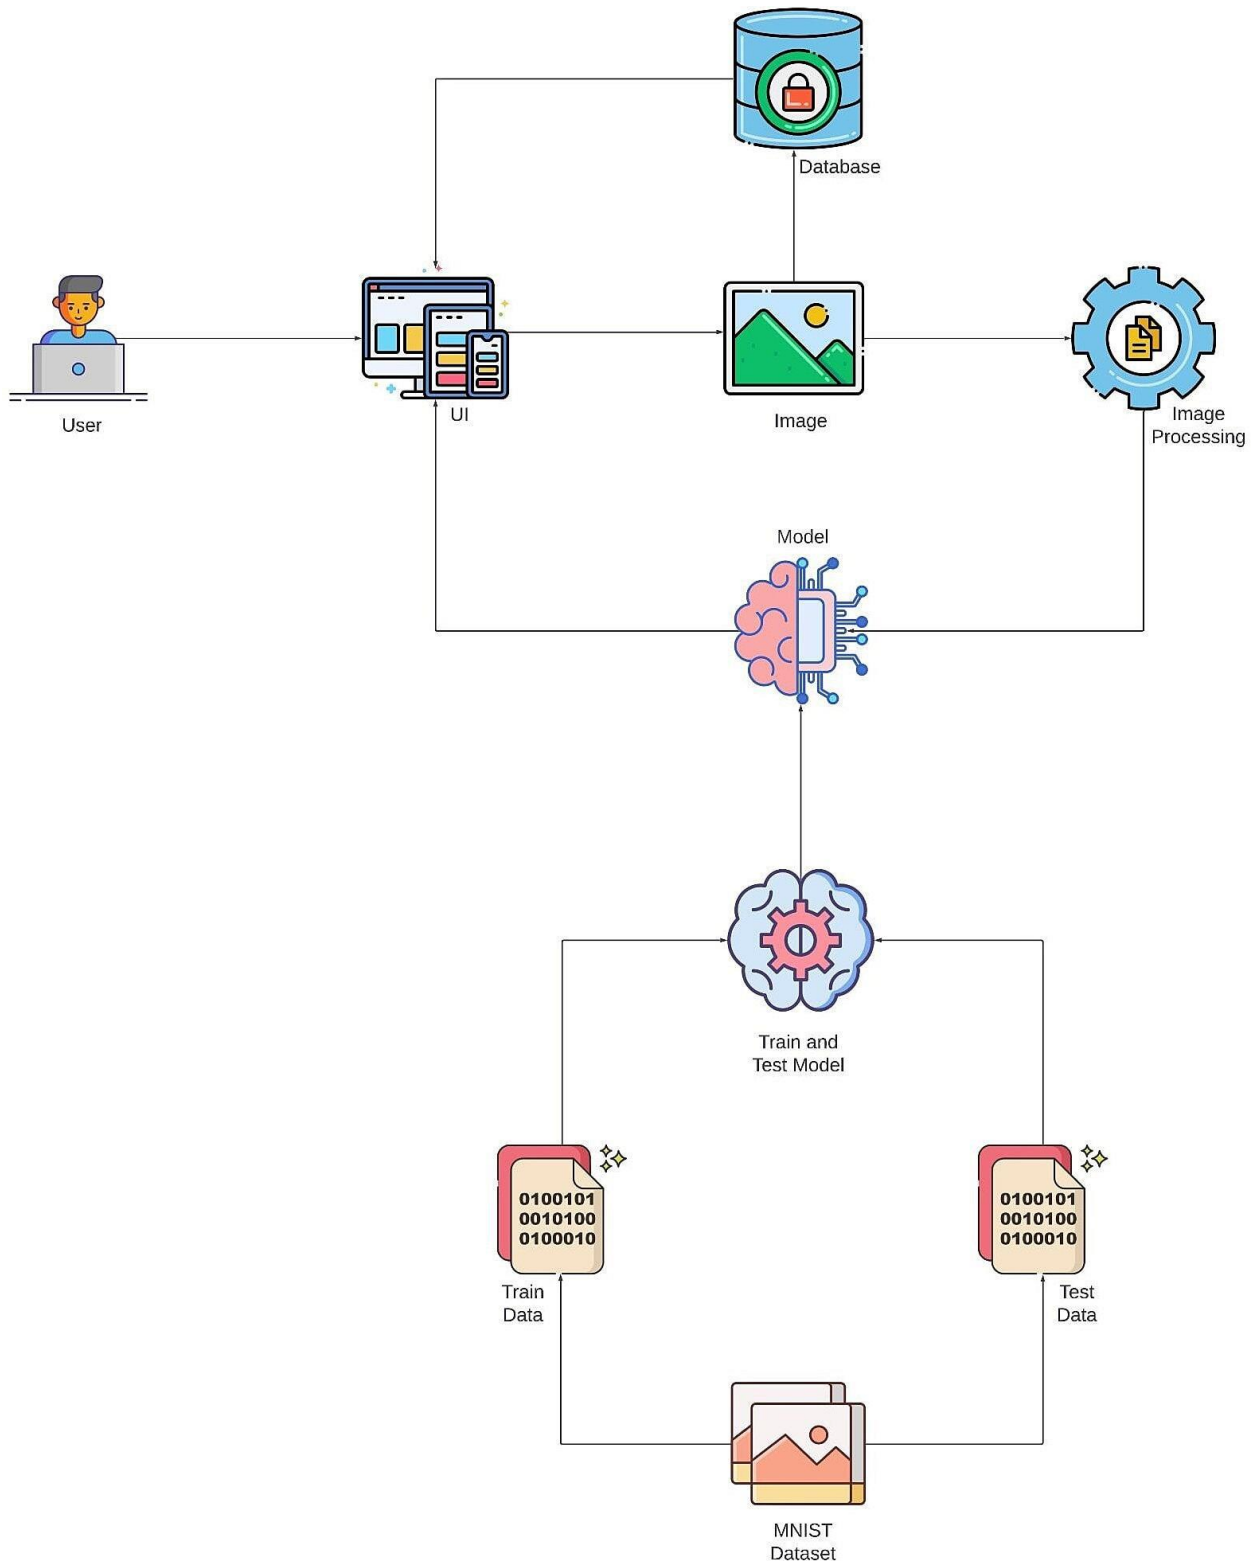 Database
User
UI
Image
Image
Processing
Model
Train and
Test Model
0100101
0010100
0100010
0100101
0010100
0100010
Train
Data
Test
Data
MNIST
Dataset